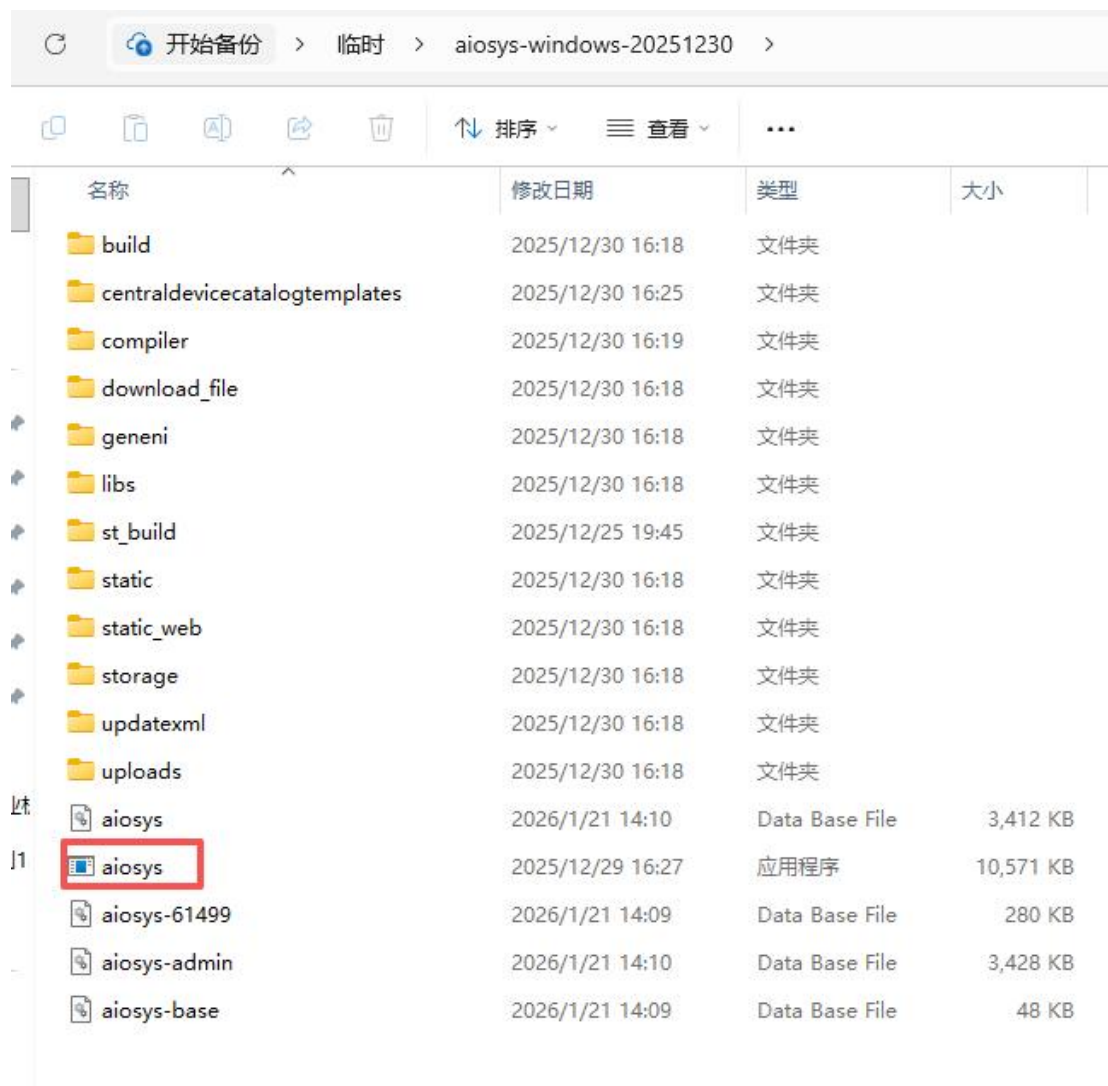 开始备份 > 临时 > aiosys-windows-20251230 >
排序 查看 ...
名称 修改日期 类型 大小
build 2025/12/30 16:18 文件夹
centraldevicecatalogtemplates 2025/12/30 16:25 文件夹
compiler 2025/12/30 16:19 文件夹
download_file 2025/12/30 16:18 文件夹
geneni 2025/12/30 16:18 文件夹
libs 2025/12/30 16:18 文件夹
st_build 2025/12/25 19:45 文件夹
static 2025/12/30 16:18 文件夹
static_web 2025/12/30 16:18 文件夹
storage 2025/12/30 16:18 文件夹
updatexml 2025/12/30 16:18 文件夹
uploads 2025/12/30 16:18 文件夹
aiosys 2026/1/21 14:10 Data Base File 3,412 KB
aiosys 2025/12/29 16:27 应用程序 10,571 KB
aiosys-61499 2026/1/21 14:09 Data Base File 280 KB
aiosys-admin 2026/1/21 14:10 Data Base File 3,428 KB
aiosys-base 2026/1/21 14:09 Data Base File 48 KB